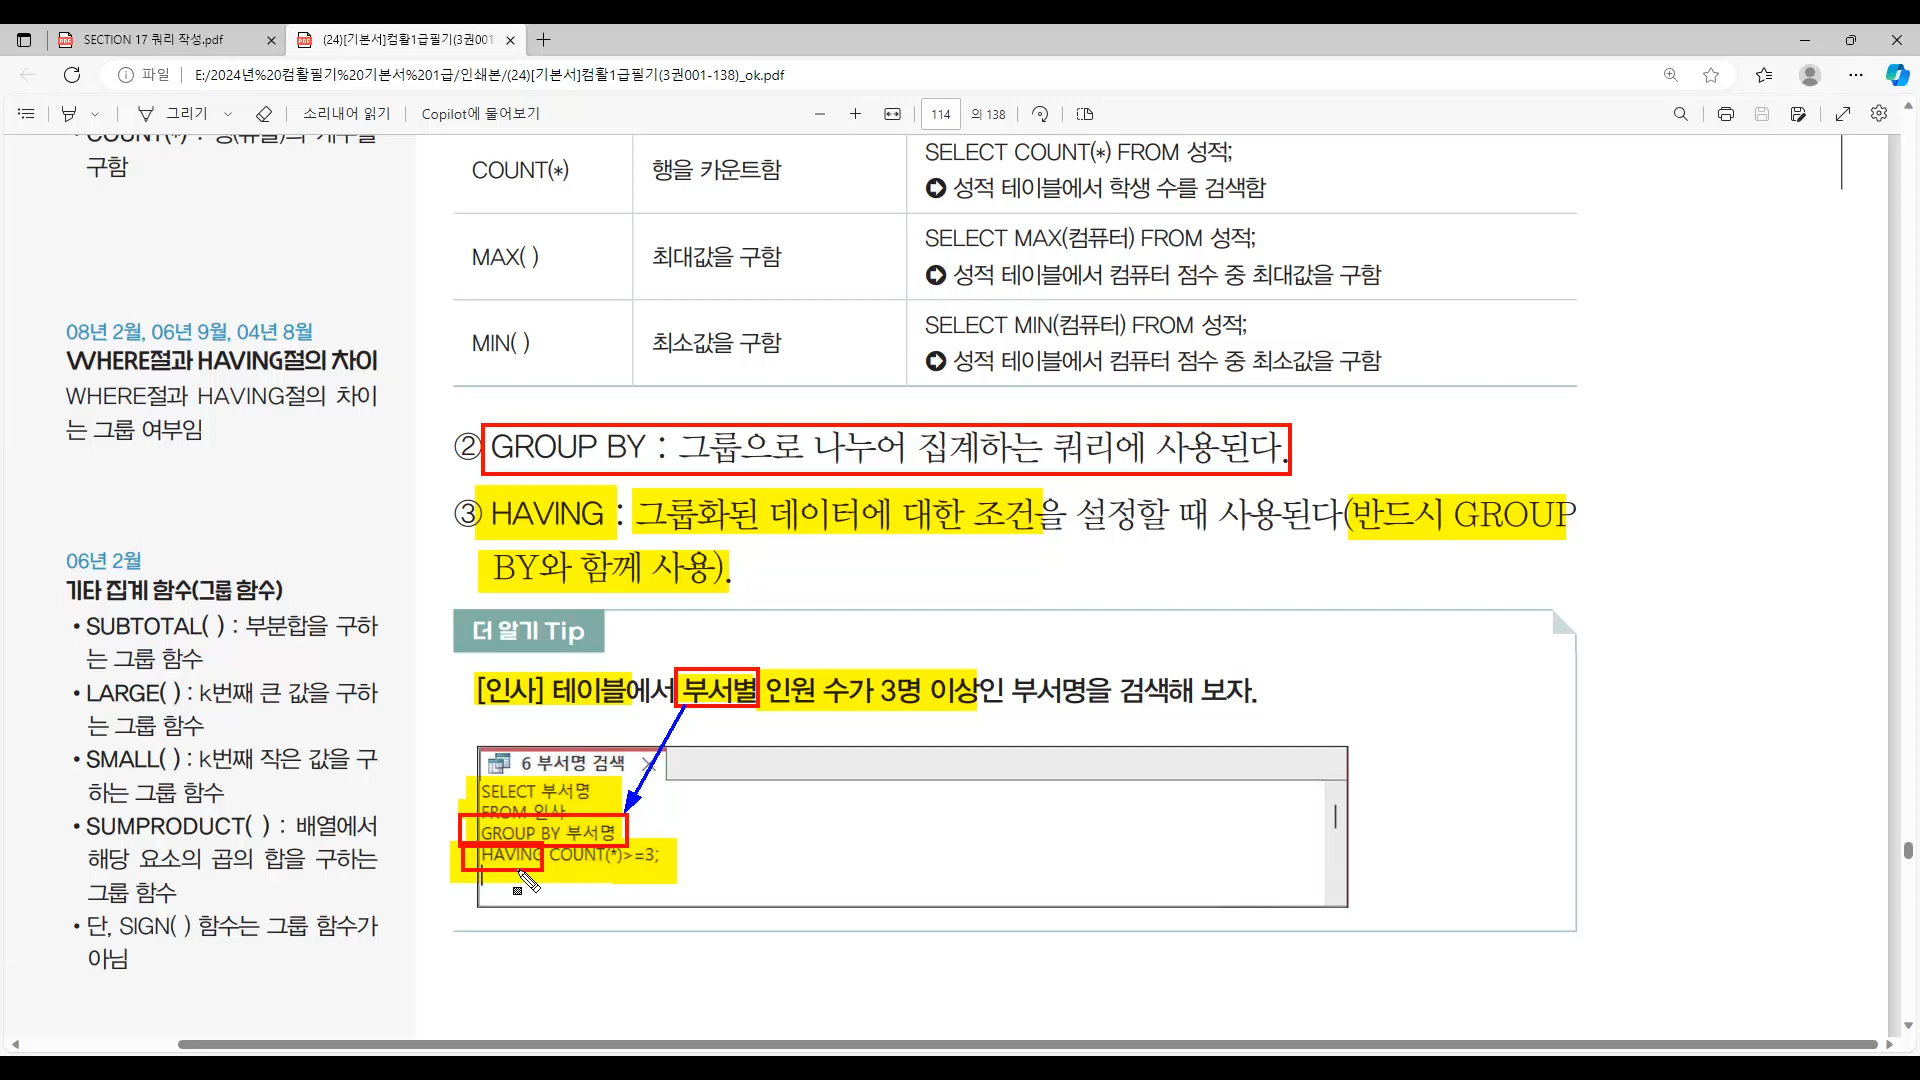 SECTION 17 쿼리 작성.pdf
(24)[기본서]컴활1급필기(3권001
파일
E:/2024년%20컴활필기%20기본서%201급/인쇄본/(24)[기본서]컴활1급필기(3권001-138)_ok.pdf
그리기
소리내어 읽기
Copilot에 물어보기
114
의 138
• COUNT(*) : 행(튜플)의 개수를
구함
08년 2월, 06년 9월, 04년 8월
WHERE절과 HAVING절의 차이
WHERE절과 HAVING절의 차이
는 그룹 여부임
06년 2월
기타 집계 함수(그룹 함수)
• SUBTOTAL( ) : 부분합을 구하
는 그룹 함수
• LARGE( ) : k번째 큰 값을 구하
는 그룹 함수
• SMALL( ) : k번째 작은 값을 구
하는 그룹 함수
• SUMPRODUCT( ) : 배열에서
해당 요소의 곱의 합을 구하는
그룹 함수
• 단, SIGN( ) 함수는 그룹 함수가
아님
COUNT(*)
행을 카운트함
SELECT COUNT(*) FROM 성적;
➲ 성적 테이블에서 학생 수를 검색함
MAX( )
최대값을 구함
SELECT MAX(컴퓨터) FROM 성적;
➲ 성적 테이블에서 컴퓨터 점수 중 최대값을 구함
MIN( )
최소값을 구함
SELECT MIN(컴퓨터) FROM 성적;
➲ 성적 테이블에서 컴퓨터 점수 중 최소값을 구함
② GROUP BY : 그룹으로 나누어 집계하는 쿼리에 사용된다.
③ HAVING : 그룹화된 데이터에 대한 조건을 설정할 때 사용된다(반드시 GROUP
BY와 함께 사용).
더 알기 Tip
[인사] 테이블에서 부서별 인원 수가 3명 이상인 부서명을 검색해 보자.
6 부서명 검색
SELECT 부서명
FROM 인사
GROUP BY 부서명
HAVING COUNT(*)>=3;